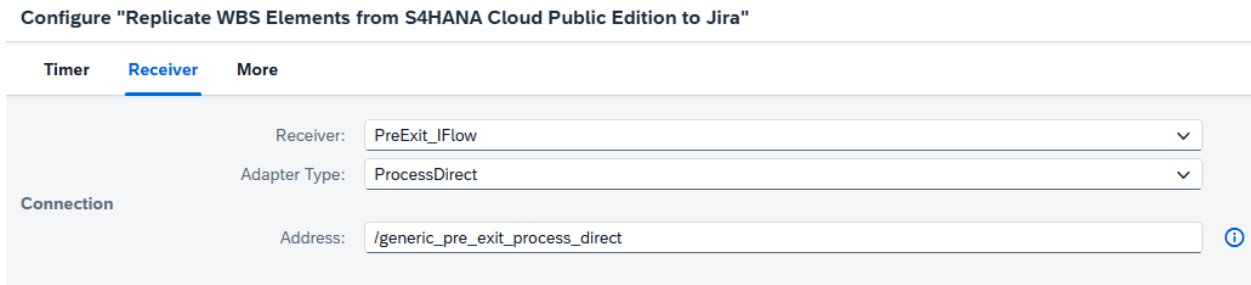 Configure "Replicate WBS Elements from S4HANA Cloud Public Edition to Jira"
Timer Receiver More
Receiver: PreExit_IFlow
Adapter Type: ProcessDirect
Connection
Address: /generic_pre_exit_process_direct